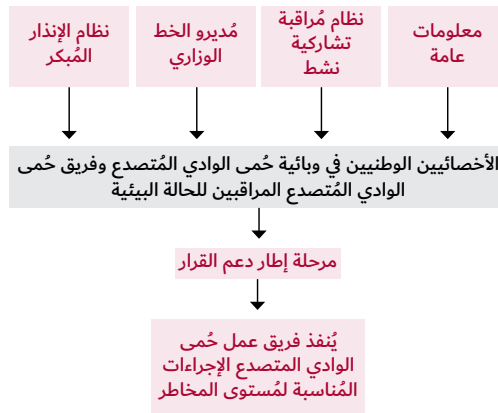 معلومات
عامة
نظام مُراقبة
تشاركية
نشط
مُديرو الخط
الوزاري
نظام الإنذار
المُبكر
الأخصائيين الوطنيين في وبائية حُمى الوادي المُتصدع وفريق حُمى
الوادي المُتصدع المراقبين للحالة البيئية
مرحلة إطار دعم القرار
يُنفذ فريق عمل حُمى
الوادي المتصدع الإجراءات
المُناسبة لمُستوى المخاطر